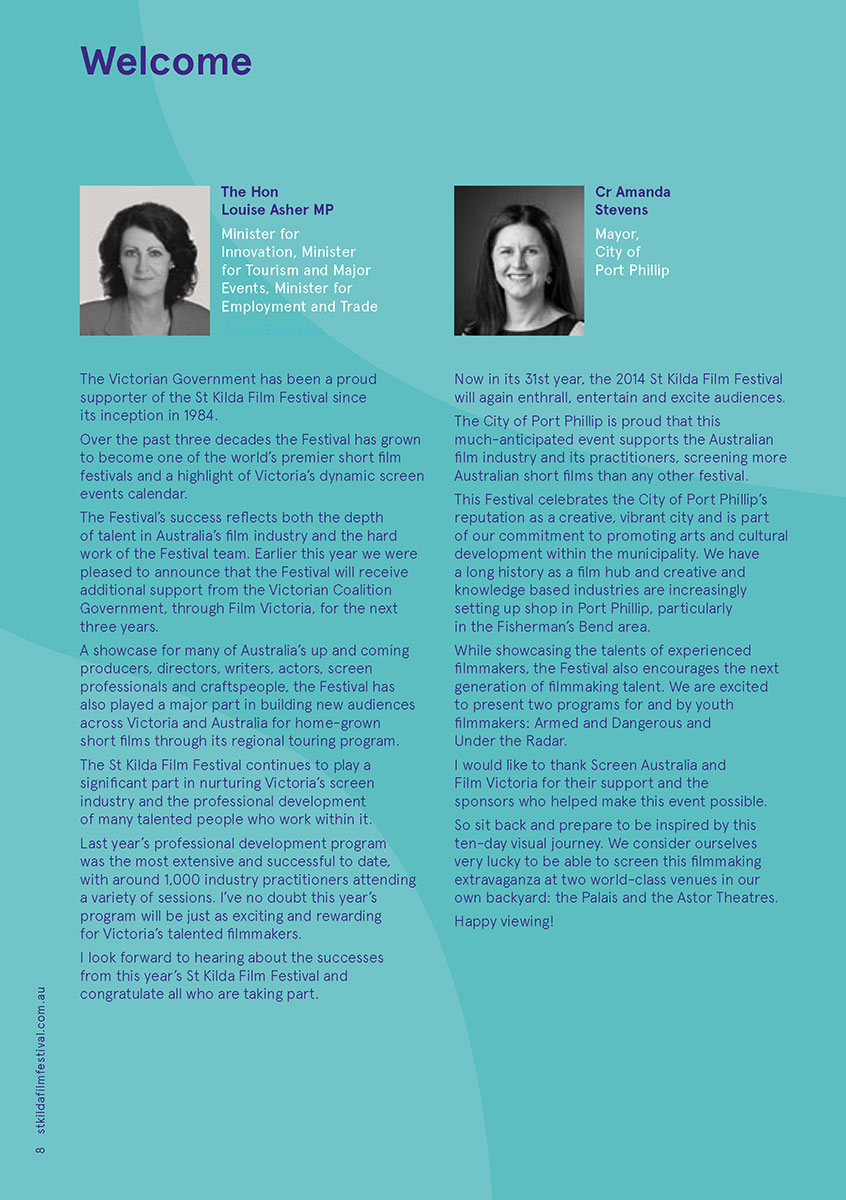 Welcome
The Hon
Louise Asher MP
Minister for
Innovation, Minister
for Tourism and Major
Events, Minister for
Employment and Trade
The Victorian Government has been a proud
supporter of the St Kilda Film Festival since
its inception in 1984.
Over the past three decades the Festival has grown
to become one of the world’s premier short film
festivals and a highlight of Victoria’s dynamic screen
events calendar.
The Festival’s success reflects both the depth
of talent in Australia’s film industry and the hard
work of the Festival team. Earlier this year we were
pleased to announce that the Festival will receive
additional support from the Victorian Coalition
Government, through Film Victoria, for the next
three years.
A showcase for many of Australia’s up and coming
producers, directors, writers, actors, screen
professionals and craftspeople, the Festival has
also played a major part in building new audiences
across Victoria and Australia for home-grown
short films through its regional touring program.
The St Kilda Film Festival continues to play a
significant part in nurturing Victoria’s screen
industry and the professional development
of many talented people who work within it.
Last year’s professional development program
was the most extensive and successful to date,
with around 1,000 industry practitioners attending
a variety of sessions. I’ve no doubt this year’s
program will be just as exciting and rewarding
for Victoria’s talented filmmakers.
I look forward to hearing about the successes
from this year’s St Kilda Film Festival and
congratulate all who are taking part.
Cr Amanda
Stevens
Mayor,
City of
Port Phillip
Now in its 31st year, the 2014 St Kilda Film Festival
will again enthrall, entertain and excite audiences.
The City of Port Phillip is proud that this
much-anticipated event supports the Australian
film industry and its practitioners, screening more
Australian short films than any other festival.
This Festival celebrates the City of Port Phillip’s
reputation as a creative, vibrant city and is part
of our commitment to promoting arts and cultural
development within the municipality. We have
a long history as a film hub and creative and
knowledge based industries are increasingly
setting up shop in Port Phillip, particularly
in the Fisherman’s Bend area.
While showcasing the talents of experienced
filmmakers, the Festival also encourages the next
generation of filmmaking talent. We are excited
to present two programs for and by youth
filmmakers: Armed and Dangerous and
Under the Radar.
I would like to thank Screen Australia and
Film Victoria for their support and the
sponsors who helped make this event possible.
So sit back and prepare to be inspired by this
ten-day visual journey. We consider ourselves
very lucky to be able to screen this filmmaking
extravaganza at two world-class venues in our
own backyard: the Palais and the Astor Theatres.
Happy viewing!
8 stkildafilmfestival.com.au